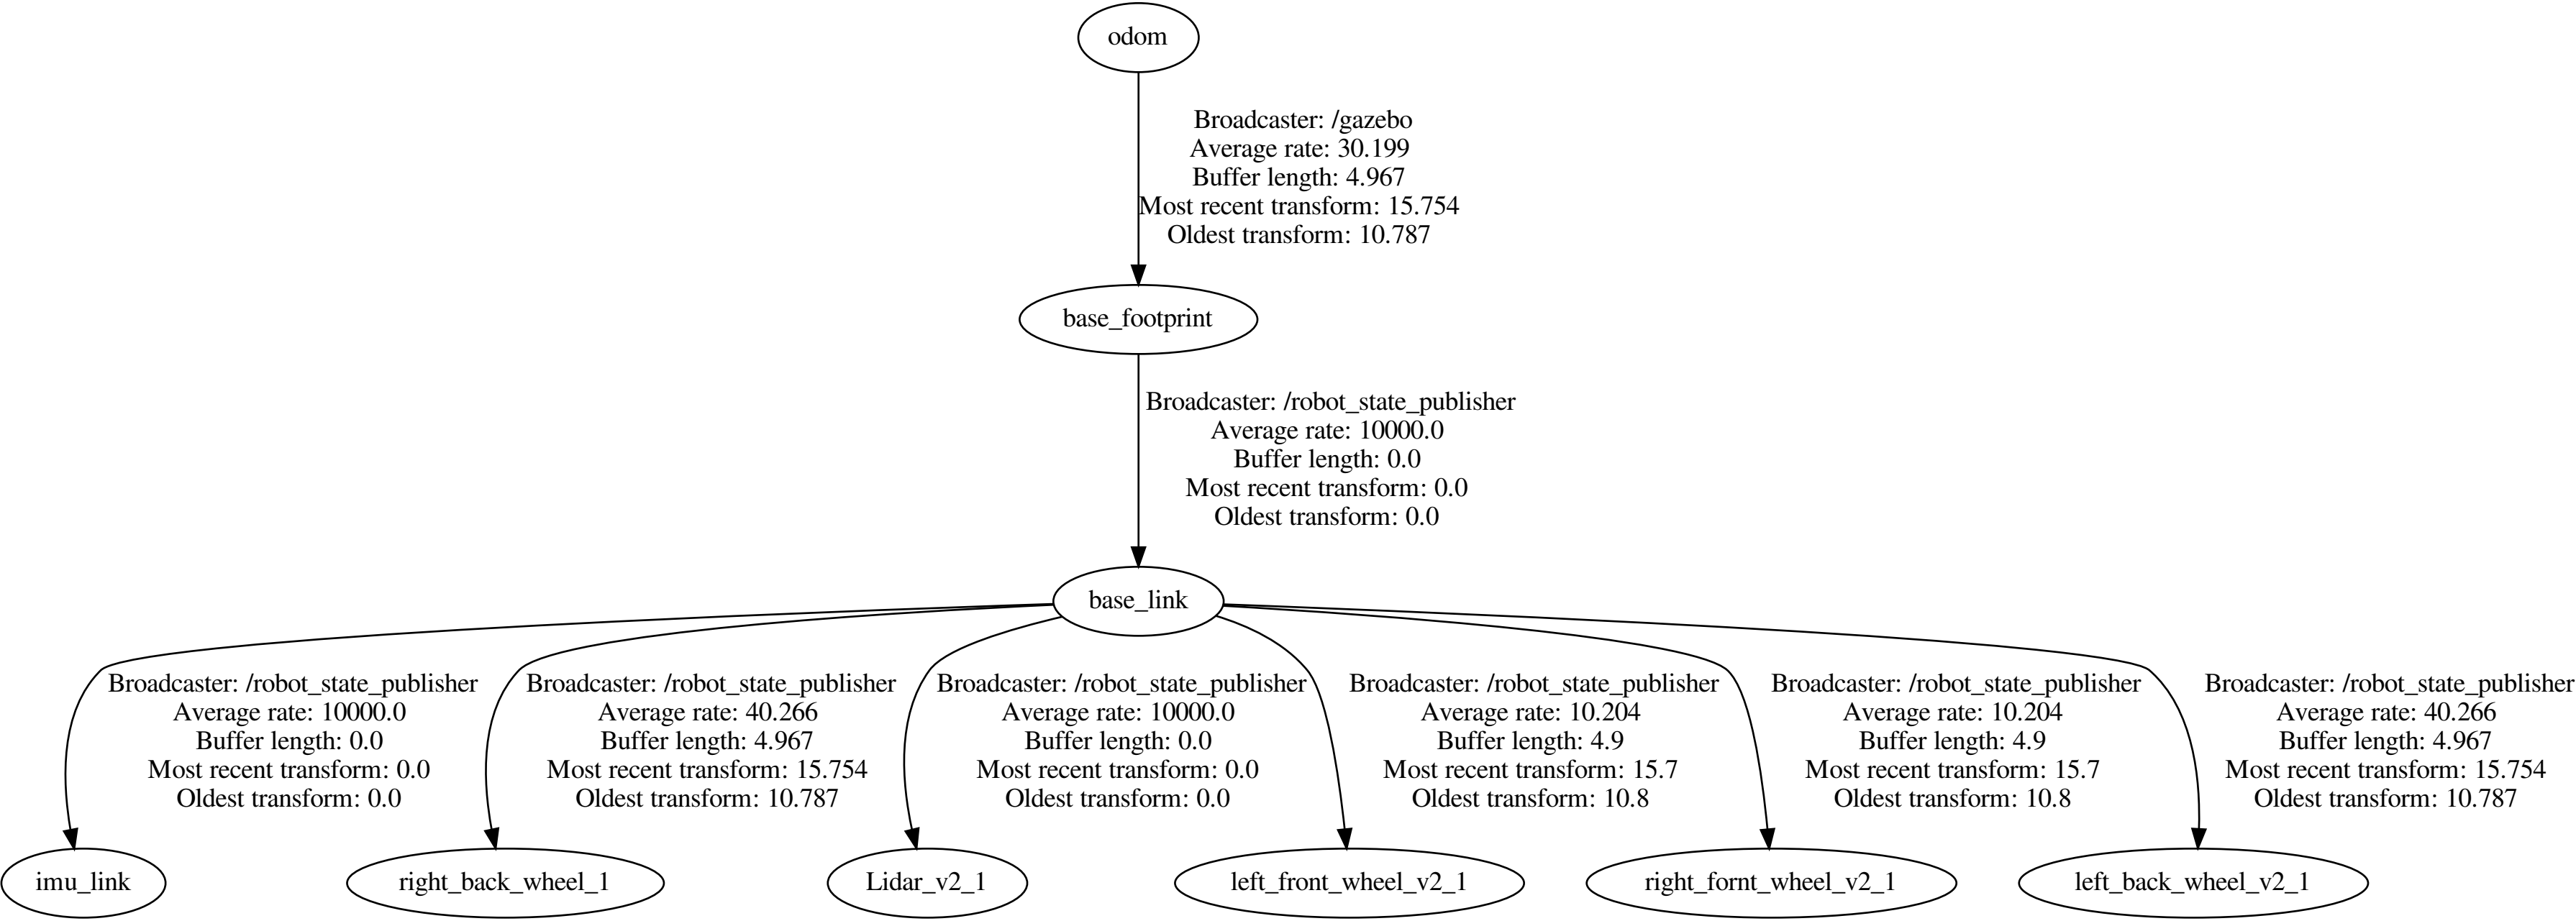 odom
Broadcaster: /gazebo
Average rate: 30.199
Buffer length: 4.967
Most recent transform: 15.754
Oldest transform: 10.787
base_footprint
Broadcaster: /robot_state_publisher
Average rate: 10000.0
Buffer length: 0.0
Most recent transform: 0.0
Oldest transform: 0.0
base_link
Broadcaster: /robot_state_publisher
Average rate: 10000.0
Buffer length: 0.0
Most recent transform: 0.0
Oldest transform: 0.0
Broadcaster: /robot_state_publisher
Average rate: 40.266
Buffer length: 4.967
Most recent transform: 15.754
Oldest transform: 10.787
Broadcaster: /robot_state_publisher
Average rate: 10000.0
Buffer length: 0.0
Most recent transform: 0.0
Oldest transform: 0.0
Broadcaster: /robot_state_publisher
Average rate: 10.204
Buffer length: 4.9
Most recent transform: 15.7
Oldest transform: 10.8
Broadcaster: /robot_state_publisher
Average rate: 10.204
Buffer length: 4.9
Most recent transform: 15.7
Oldest transform: 10.8
Broadcaster: /robot_state_publisher
Average rate: 40.266
Buffer length: 4.967
Most recent transform: 15.754
Oldest transform: 10.787
imu_link
right_back_wheel_1
Lidar_v2_1
left_front_wheel_v2_1
right_fornt_wheel_v2_1
left_back_wheel_v2_1